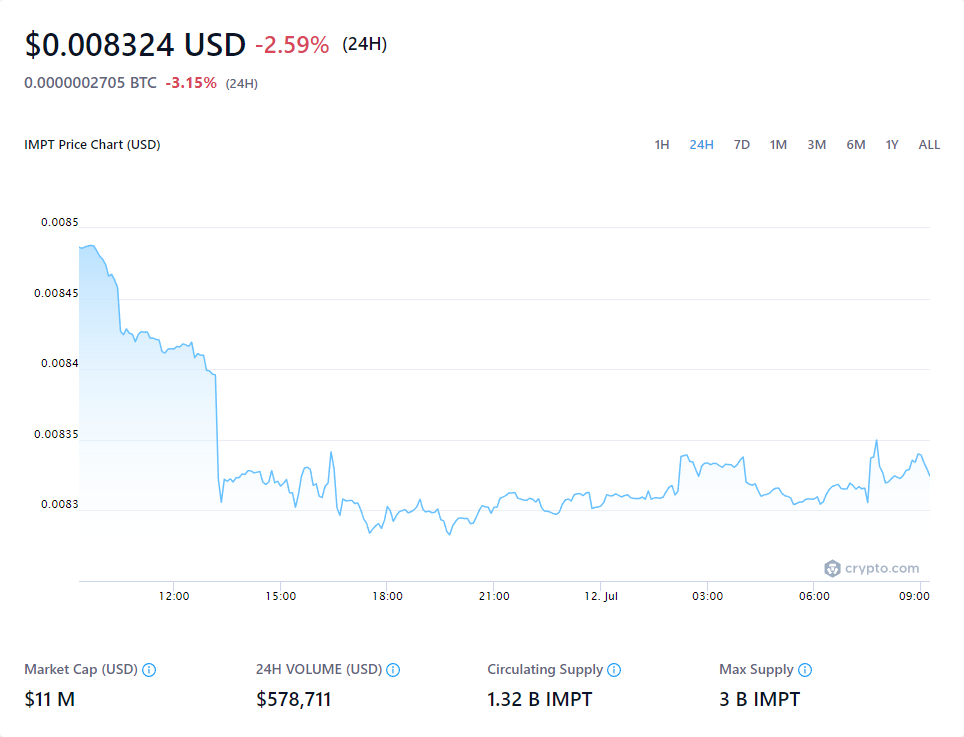 $0.008324 USD -2.59% (24H)
0.0000002705 BTC -3.15% (24H)
IMPT Price Chart (USD) 1H 24H 7D 1M 3M 6M 1Y ALL
0.0085
0.00845
0.0084
0.00835
0.0083
crypto.com
12:00 15:00 18:00 21:00 12. Jul 03:00 06:00 09:00
Market Cap (USD) 24H VOLUME (USD) Circulating Supply Max Supply
$11 M $578,711 1.32 B IMPT 3 B IMPT